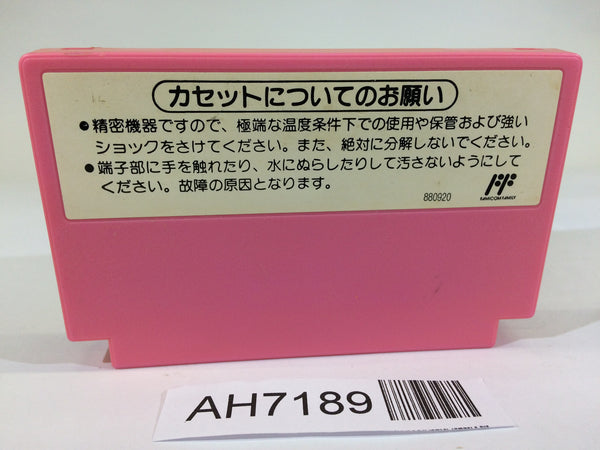 カセットについてのお願い
●精密機器ですので、極端な温度条件下での使用や保管および強い
ショックをさけてください。また、絶対に分解しないでください。
●端子部に手を触れたり、水にぬらしたりして汚さないようにして
ください。故障の原因となります。
880920
FAMICOM FAMILY
AH7189